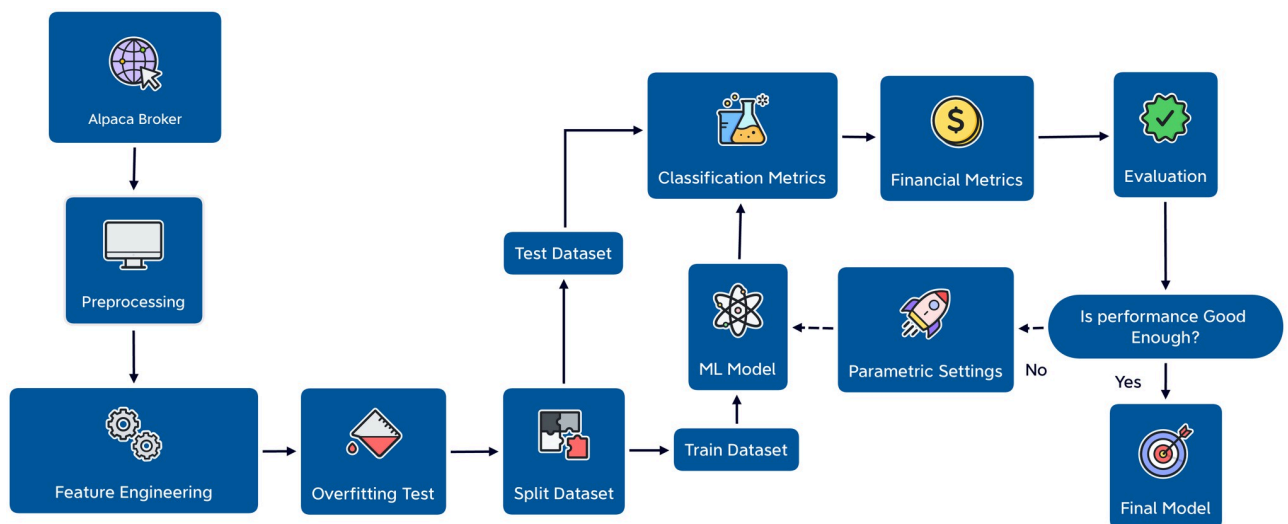 Alpaca Broker
Preprocessing
Feature Engineering
Overfitting Test
Split Dataset
Test Dataset
Train Dataset
ML Model
Classification Metrics
Financial Metrics
Evaluation
Is performance Good
Enough?
No
Parametric Settings
Yes
Final Model